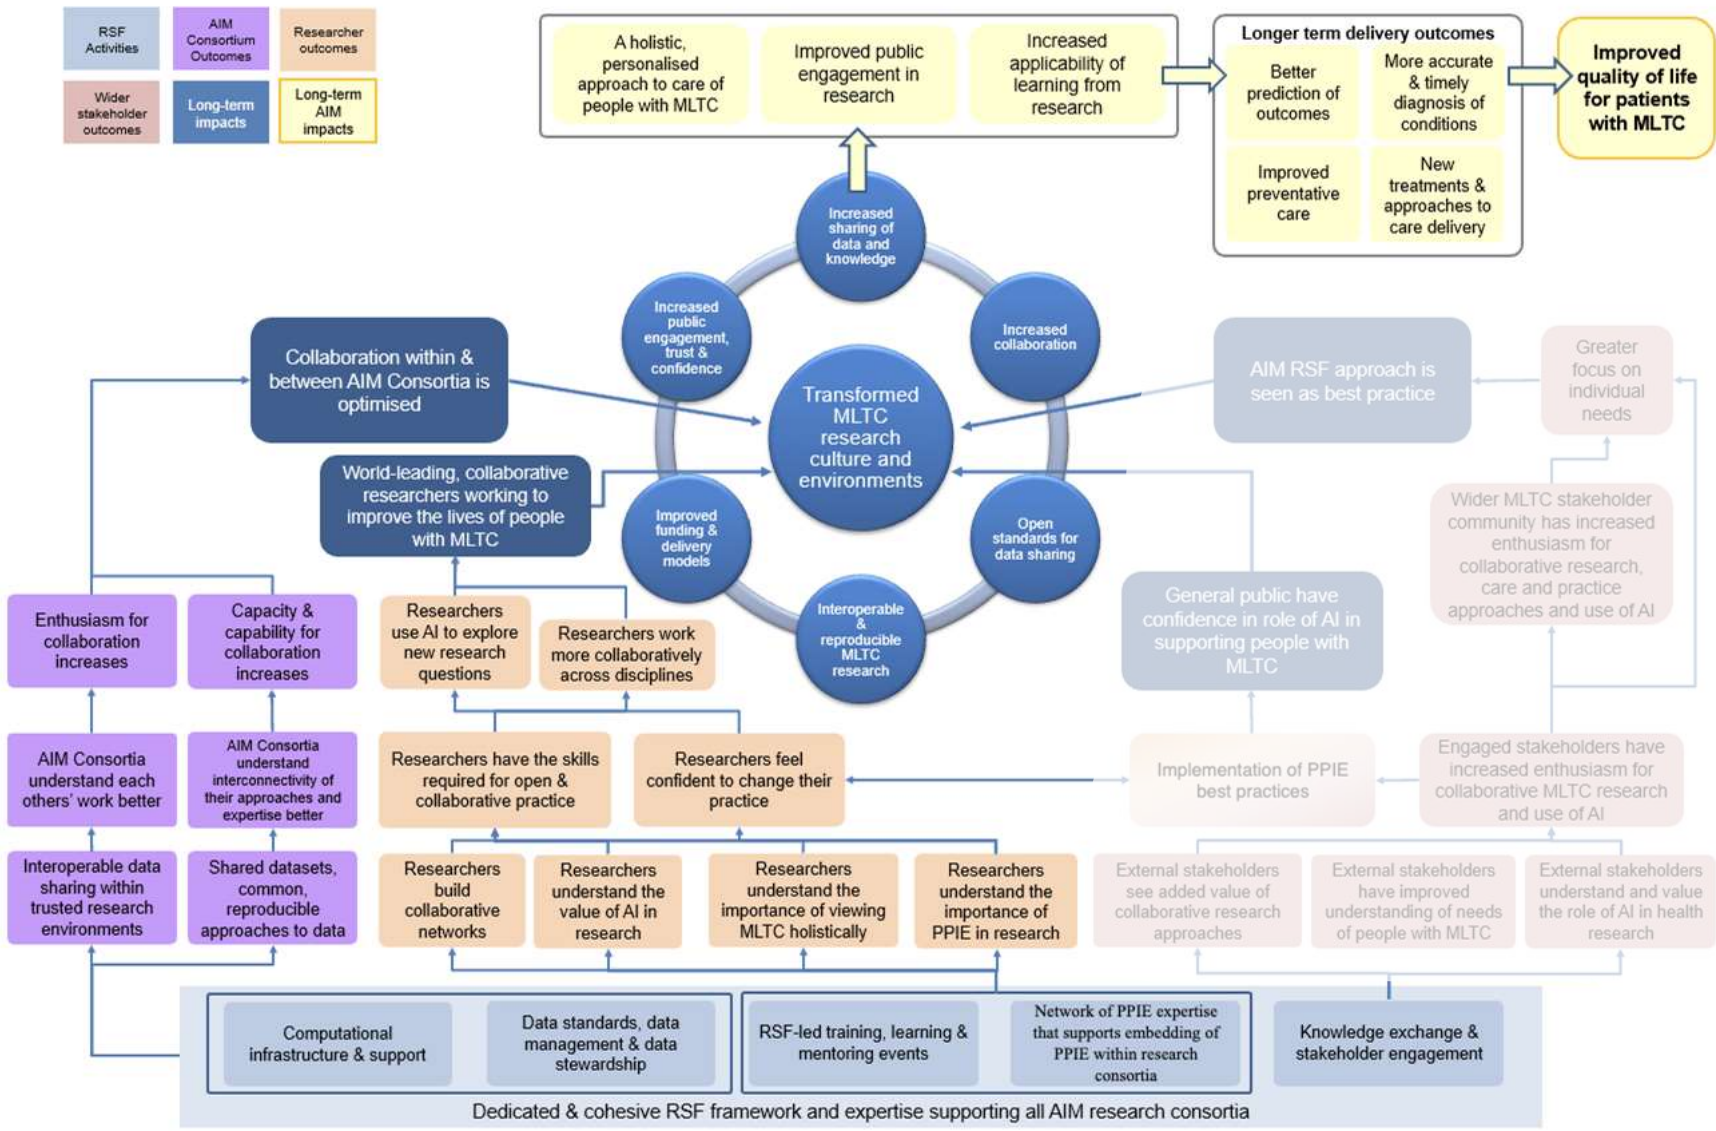 RSF
Activities
AIM
Consortium
Outcomes
Researcher
outcomes
Wider
stakeholder
outcomes
Long-term
impacts
Long-term
AIM
impacts
A holistic,
personalised
approach to care of
people with MLTC
Improved public
engagement in
research
Increased
applicability of
learning from
research
Longer term delivery outcomes
Better
prediction of
outcomes
More accurate
& timely
diagnosis of
conditions
Improved
preventative
care
New
treatments &
approaches to
care delivery
Improved
quality of life
for patients
with MLTC
Increased
sharing of
data and
knowledge
Increased
public
engagement,
trust &
confidence
Increased
collaboration
Transformed
MLTC
research
culture and
environments
Improved
funding &
delivery
models
Open
standards for
data sharing
Interoperable
&
reproducible
MLTC
research
Collaboration within &
between AIM Consortia is
optimised
World-leading, collaborative
researchers working to
improve the lives of people
with MLTC
AIM RSF approach is
seen as best practice
Greater
focus on
individual
needs
Wider MLTC stakeholder
community has increased
enthusiasm for
collaborative research,
care and practice
approaches and use of AI
General public have
confidence in role of AI in
supporting people with
MLTC
Enthusiasm for
collaboration
increases
Capacity &
capability for
collaboration
increases
Researchers
use AI to explore
new research
questions
Researchers work
more collaboratively
across disciplines
AIM Consortia
understand each
others' work better
AIM Consortia
understand
interconnectivity of
their approaches and
expertise better
Researchers have the skills
required for open &
collaborative practice
Researchers feel
confident to change their
practice
Implementation of PPIE
best practices
Engaged stakeholders have
increased enthusiasm for
collaborative MLTC research
and use of AI
Interoperable data
sharing within
trusted research
environments
Shared datasets,
common,
reproducible
approaches to data
Researchers
build
collaborative
networks
Researchers
understand the
value of AI in
research
Researchers
understand the
importance of viewing
MLTC holistically
Researchers
understand the
importance of
PPIE in research
External stakeholders
see added value of
collaborative research
approaches
External stakeholders
have improved
understanding of needs
of people with MLTC
External stakeholders
understand and value
the role of AI in health
research
Computational
infrastructure & support
Data standards, data
management & data
stewardship
RSF-led training, learning &
mentoring events
Network of PPIE expertise
that supports embedding of
PPIE within research
consortia
Knowledge exchange &
stakeholder engagement
Dedicated & cohesive RSF framework and expertise supporting all AIM research consortia